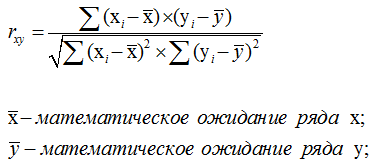 r_xy = ∑(x_i – x̅)×(y_i – y̅) / √(∑(x_i – x̅)² × ∑(y_i – y̅)²)
x̅ – математическое ожидание ряда x;
y̅ – математическое ожидание ряда y;